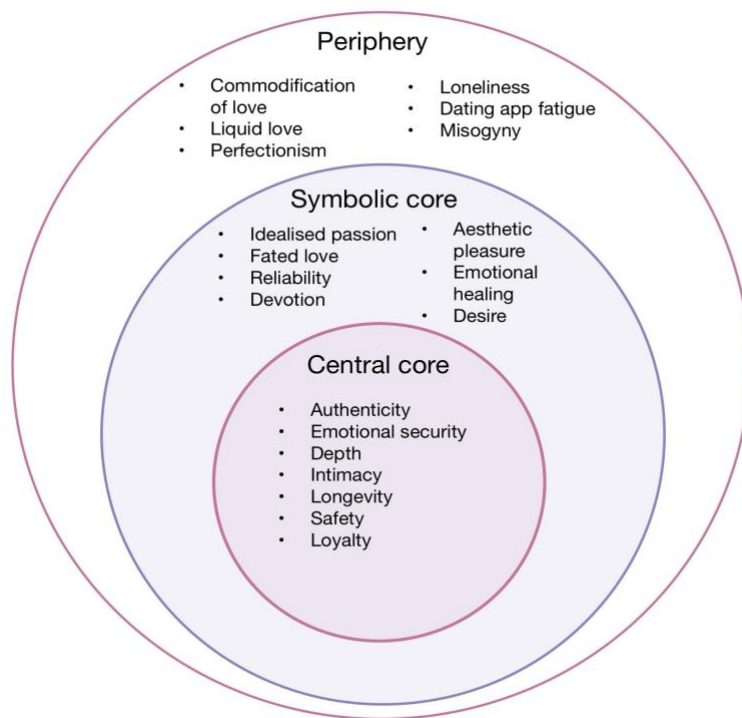 Periphery
• Commodification
of love
• Liquid love
• Perfectionism
• Loneliness
• Dating app fatigue
• Misogyny
Symbolic core
• Idealised passion
• Fated love
• Reliability
• Devotion
• Aesthetic
pleasure
• Emotional
healing
• Desire
Central core
• Authenticity
• Emotional security
• Depth
• Intimacy
• Longevity
• Safety
• Loyalty